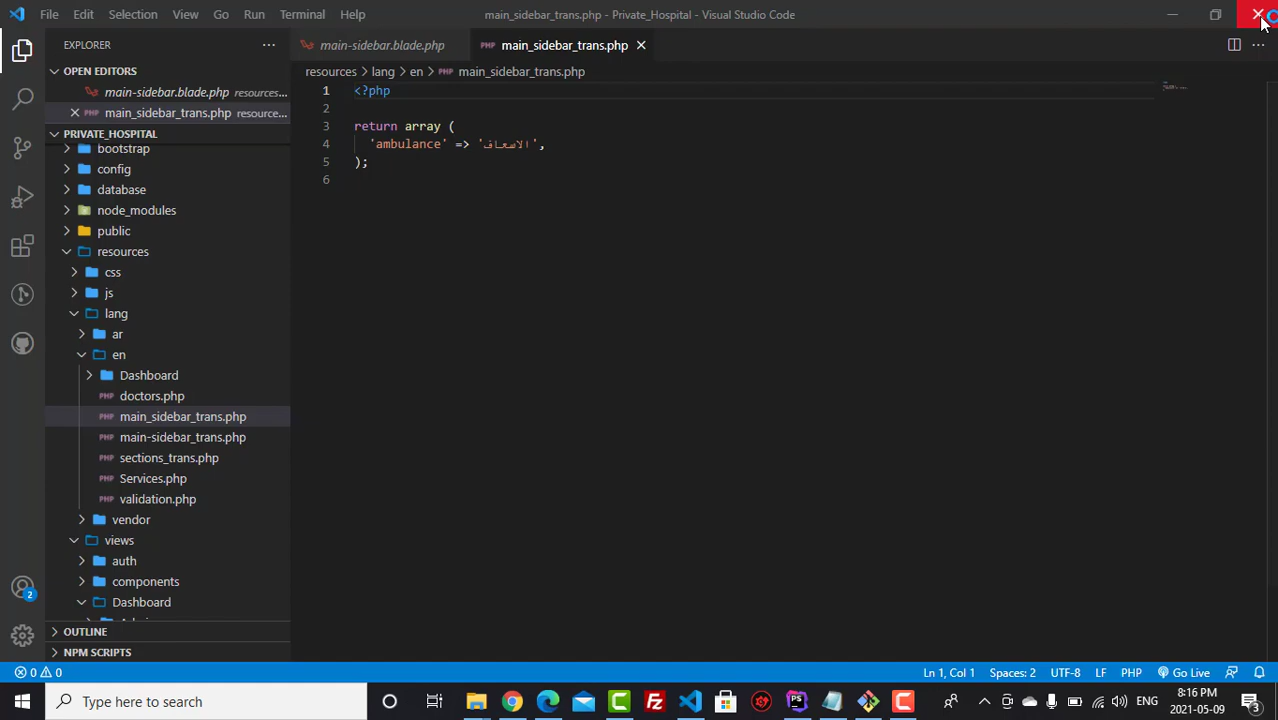 File Edit Selection View Go Run Terminal Help
main_sidebar_trans.php - Private_Hospital - Visual Studio Code
EXPLORER
main-sidebar.blade.php
main_sidebar_trans.php
OPEN EDITORS
resources > lang > en > main_sidebar_trans.php
main-sidebar.blade.php resources...
main_sidebar_trans.php resource...
PRIVATE_HOSPITAL
bootstrap
config
database
node_modules
public
resources
css
js
lang
ar
en
Dashboard
doctors.php
main_sidebar_trans.php
main-sidebar_trans.php
sections_trans.php
Services.php
validation.php
vendor
views
auth
components
Dashboard
OUTLINE
NPM SCRIPTS
1 <?php
2
3 return array (
4 'ambulance' => 'الاسعاف',
5 );
6
2
0 0
Ln 1, Col 1 Spaces: 2 UTF-8 LF PHP Go Live
Type here to search
ENG
8:16 PM
2021-05-09
3